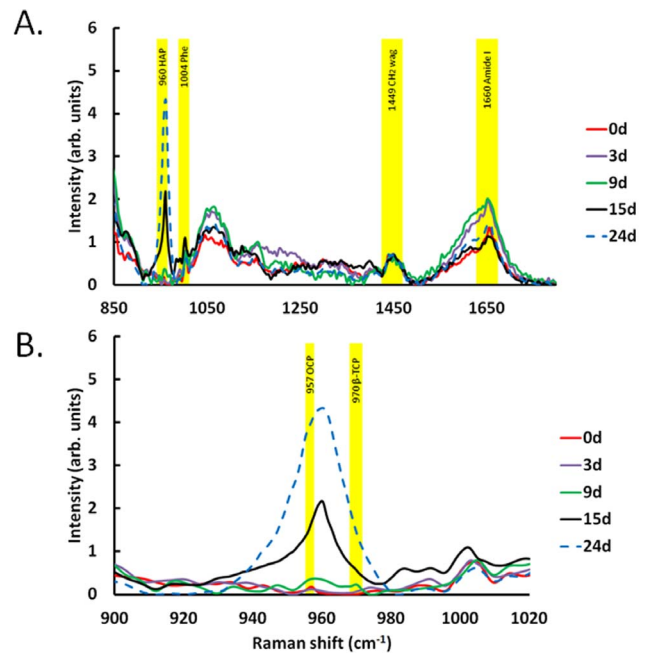 A.
Intensity (arb. units)
6
5
4
3
2
1
0
960 HAP
1004 Phe
1449 CH2 wag
1660 Amide I
850
1050
1250
1450
1650
0d
3d
9d
15d
24d
B.
Intensity (arb. units)
6
5
4
3
2
1
0
957 OCP
970 β-TCP
900
920
940
960
980
1000
1020
Raman shift (cm-1)
0d
3d
9d
15d
24d